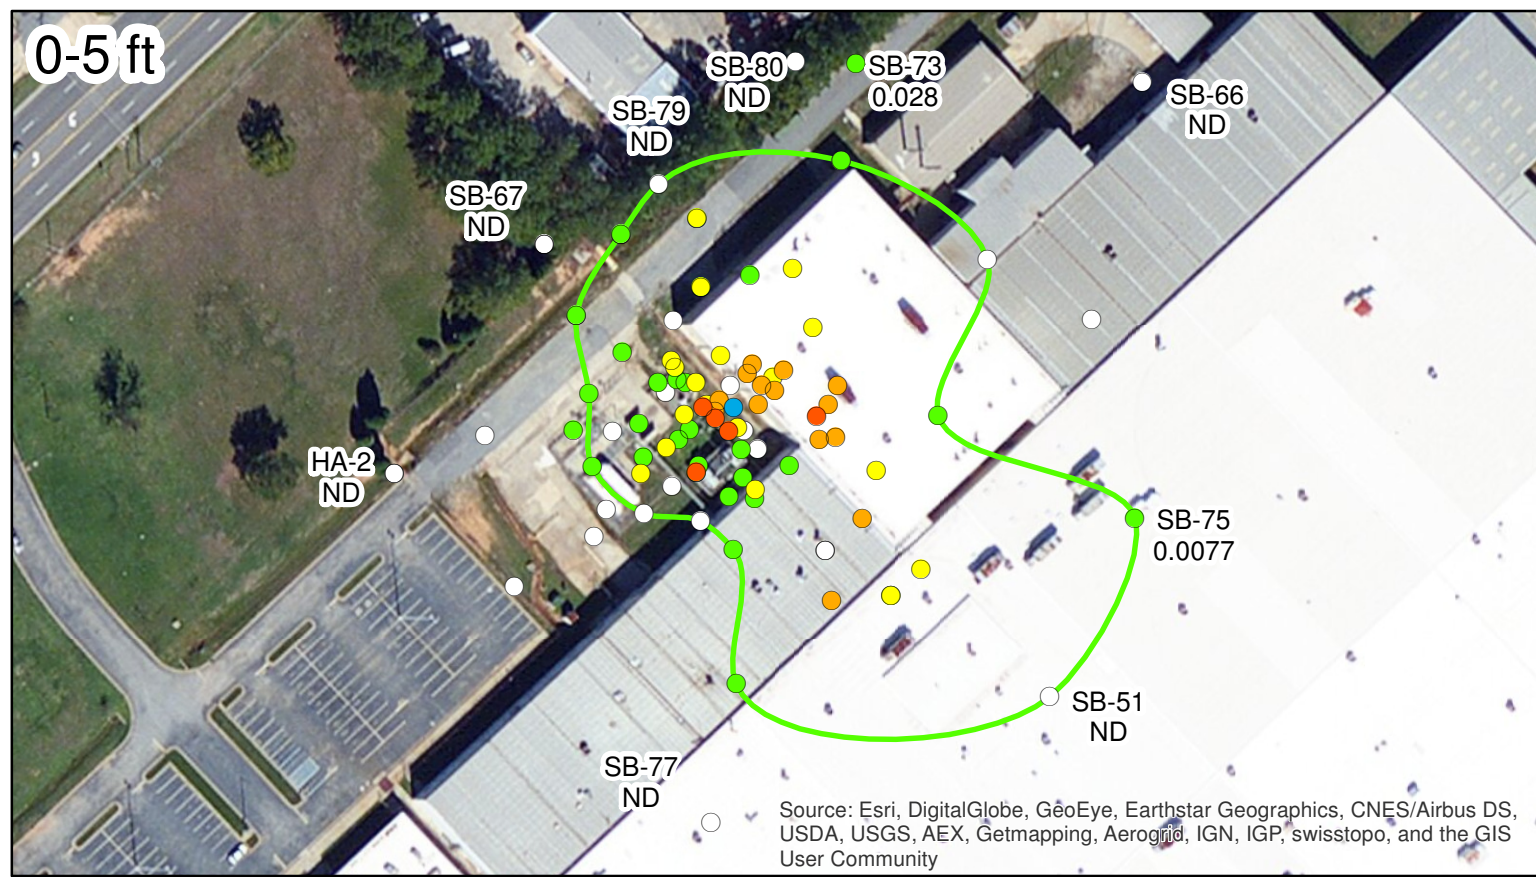 0-5 ft
SB-80
ND
SB-73
0.028
SB-66
ND
SB-79
ND
SB-67
ND
HA-2
ND
SB-75
0.0077
SB-51
ND
SB-77
ND
Source: Esri, DigitalGlobe, GeoEye, Earthstar Geographics, CNES/Airbus DS,
USDA, USGS, AEX, Getmapping, Aerogrid, IGN, IGP, swisstopo, and the GIS
User Community